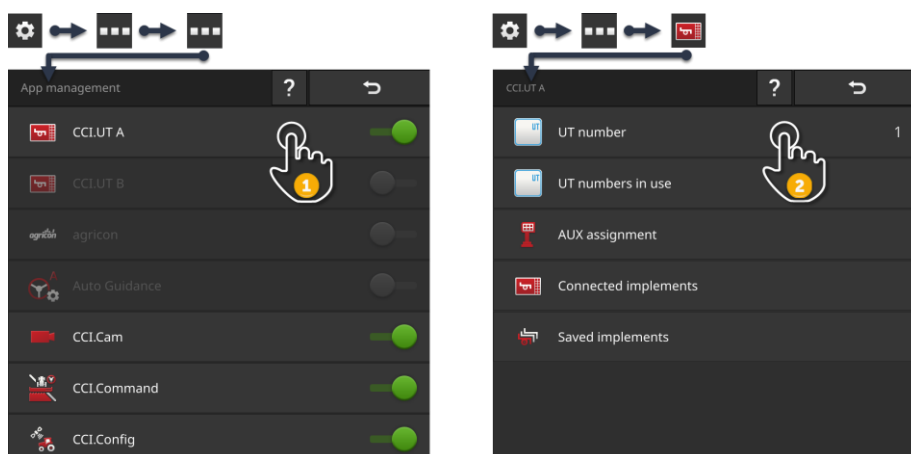 App management
?
CCI.UT A
1
CCI.UT B
agricon agricon
Auto Guidance
CCI.Cam
CCI.Command
CCI.Config
CCI.UT A
?
UT UT number 1
2
UT UT numbers in use
AUX assignment
Connected implements
Saved implements